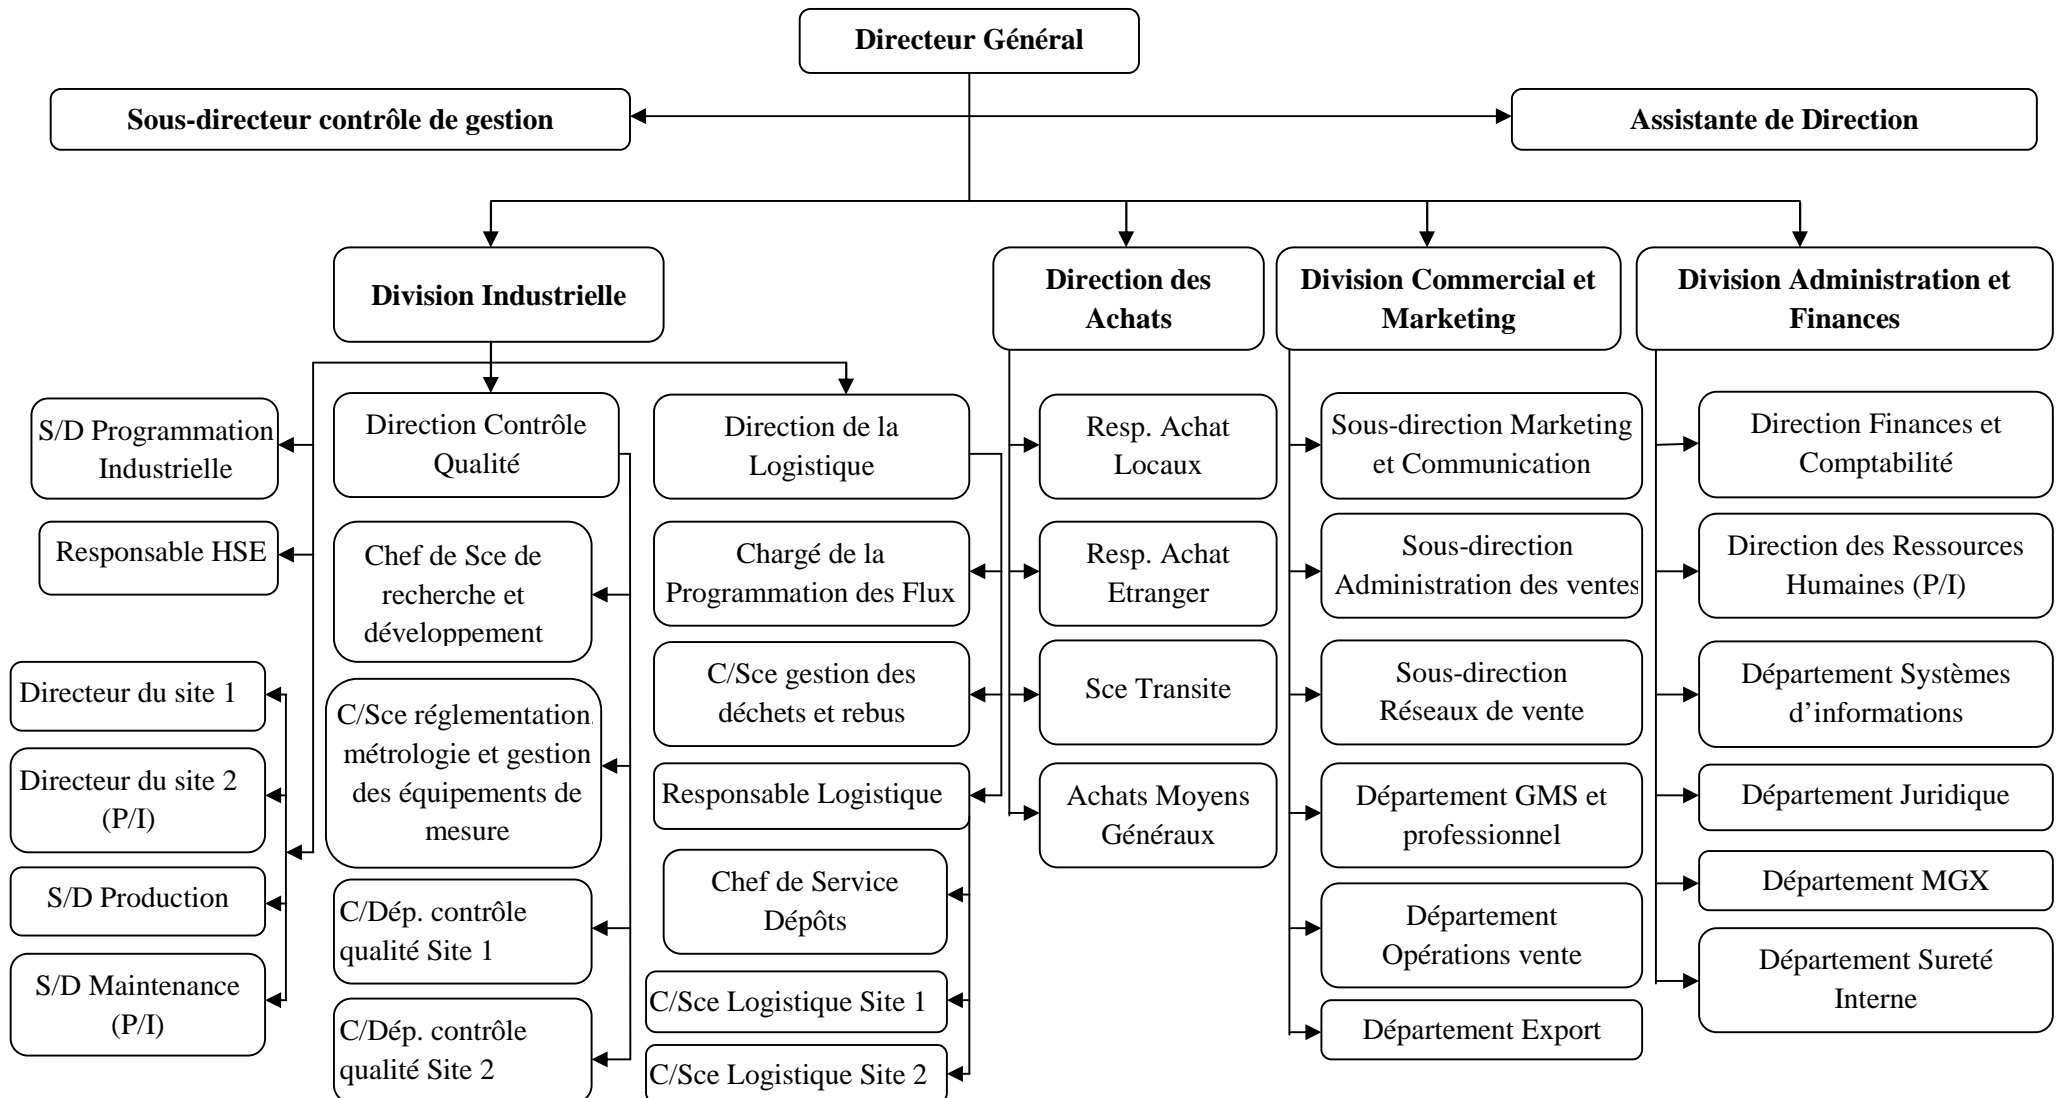 Directeur Général
Sous-directeur contrôle de gestion
Assistante de Direction
Division Industrielle
Direction des
Achats
Division Commercial et
Marketing
Division Administration et
Finances
S/D Programmation
Industrielle
Responsable HSE
Directeur du site 1
Directeur du site 2
(P/I)
S/D Production
S/D Maintenance
(P/I)
Direction Contrôle
Qualité
Chef de Sce de
recherche et
développement
C/Sce réglementation
métrologie et gestion
des équipements de
mesure
C/Dép. contrôle
qualité Site 1
C/Dép. contrôle
qualité Site 2
Direction de la
Logistique
Chargé de la
Programmation des Flux
C/Sce gestion des
déchets et rebus
Responsable Logistique
Chef de Service
Dépôts
C/Sce Logistique Site 1
C/Sce Logistique Site 2
Resp. Achat
Locaux
Resp. Achat
Etranger
Sce Transite
Achats Moyens
Généraux
Sous-direction Marketing
et Communication
Sous-direction
Administration des ventes
Sous-direction
Réseaux de vente
Département GMS et
professionnel
Département
Opérations vente
Département Export
Direction Finances et
Comptabilité
Direction des Ressources
Humaines (P/I)
Département Systèmes
d’informations
Département Juridique
Département MGX
Département Sureté
Interne